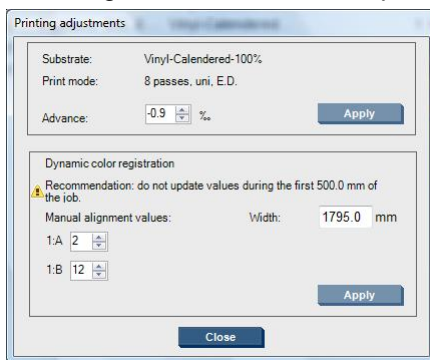 Printing adjustments
Substrate: Vinyl-Calendered-100%
Print mode: 8 passes, uni, E.D.
Advance: -0.9 ‰ Apply
Dynamic color registration
Recommendation: do not update values during the first 500.0 mm of
the job.
Manual alignment values: Width: 1795.0 mm
1:A 2
1:B 12
Apply
Close